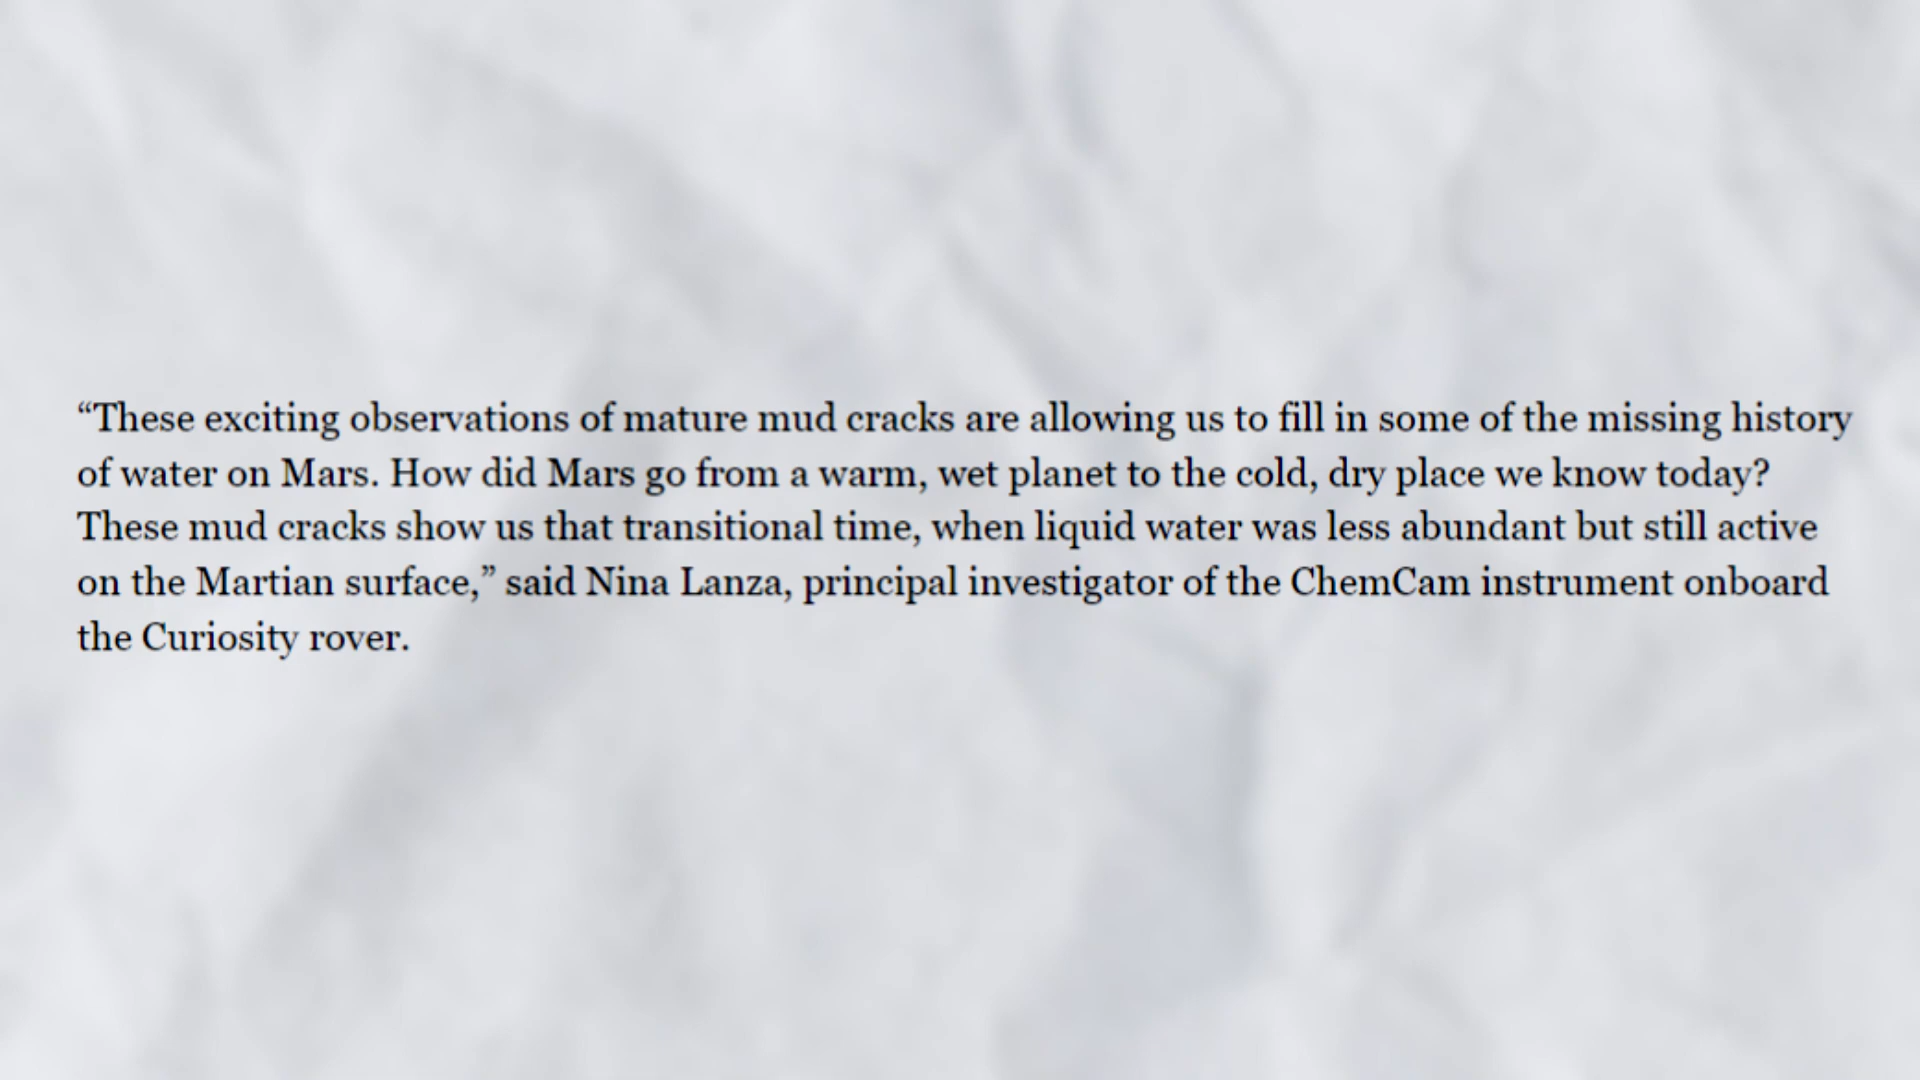 “These exciting observations of mature mud cracks are allowing us to fill in some of the missing history
of water on Mars. How did Mars go from a warm, wet planet to the cold, dry place we know today?
These mud cracks show us that transitional time, when liquid water was less abundant but still active
on the Martian surface,” said Nina Lanza, principal investigator of the ChemCam instrument onboard
the Curiosity rover.